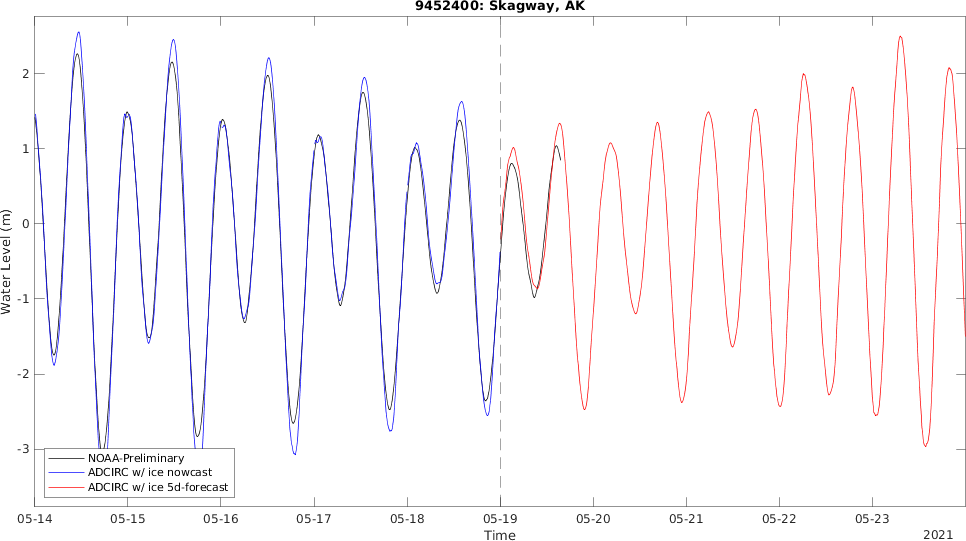 9452400: Skagway, AK
Water Level (m)
2
1
0
-1
-2
-3
NOAA-Preliminary
ADCIRC w/ ice nowcast
ADCIRC w/ ice 5d-forecast
05-14 05-15 05-16 05-17 05-18 05-19 05-20 05-21 05-22 05-23
Time
2021